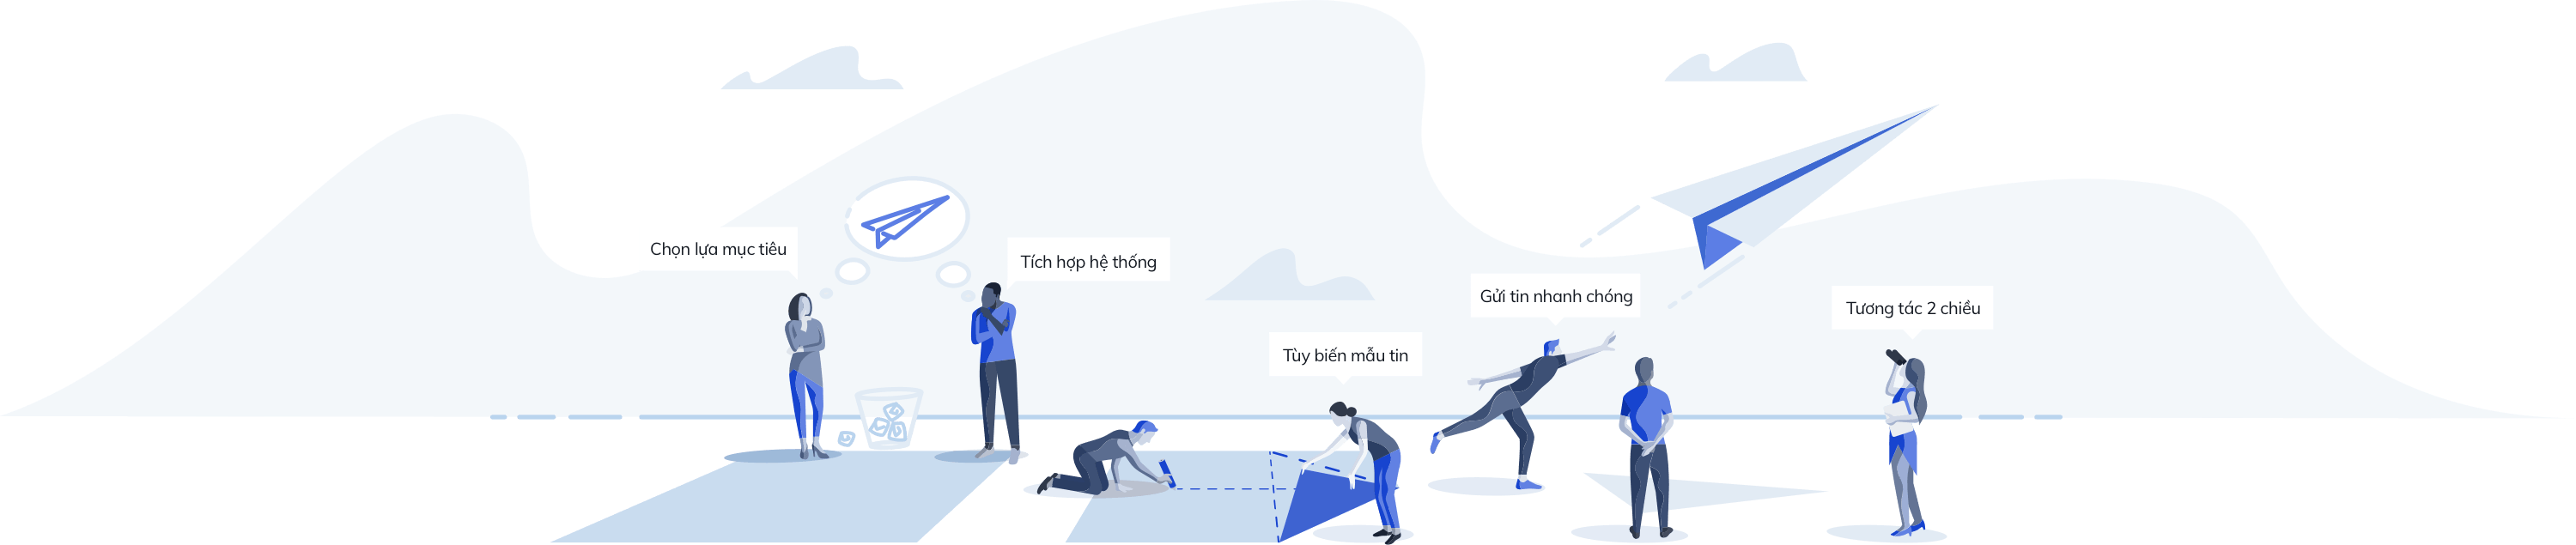 Chọn lựa mục tiêu
Tích hợp hệ thống
Tùy biến mẫu tin
Gửi tin nhanh chóng
Tương tác 2 chiều